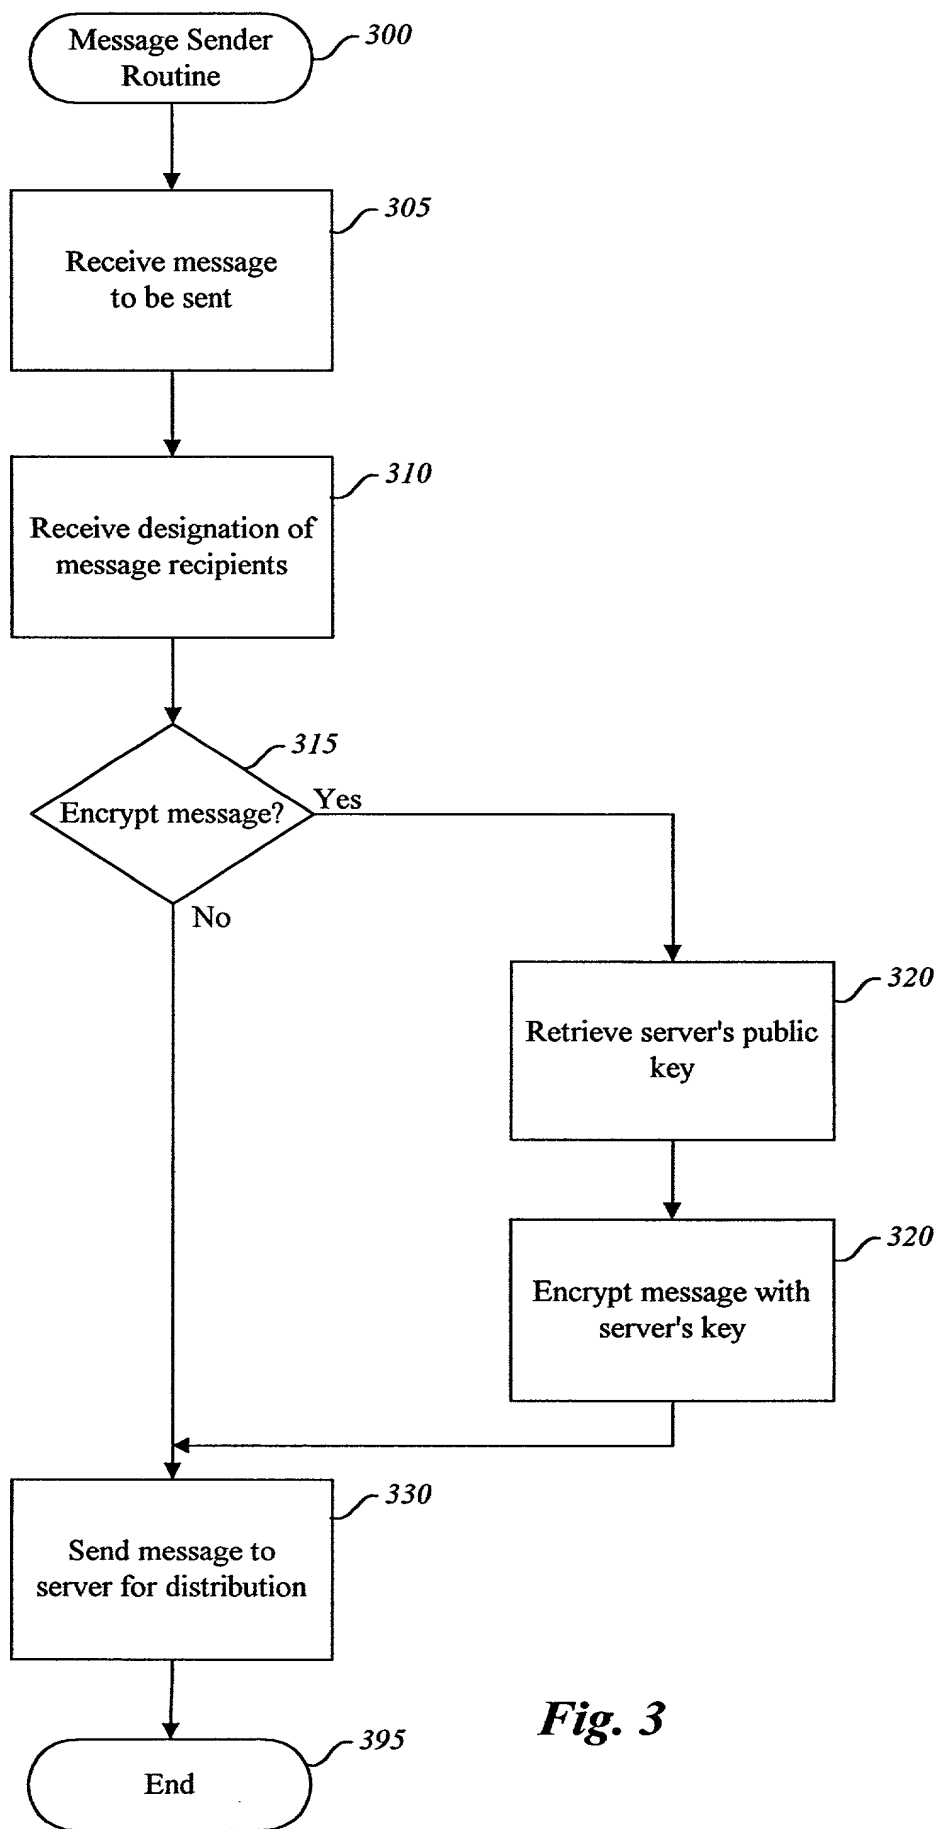 Message Sender
Routine
300
305
Receive message
to be sent
310
Receive designation of
message recipients
315
Encrypt message?
Yes
No
320
Retrieve server's public
key
320
Encrypt message with
server's key
330
Send message to
server for distribution
Fig. 3
395
End